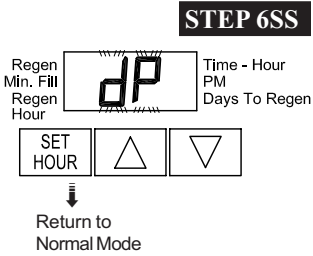 STEP 6SS
Regen
Min. Fill
Regen
Hour
dP
Time - Hour
PM
Days To Regen
SET
HOUR
Return to
Normal Mode